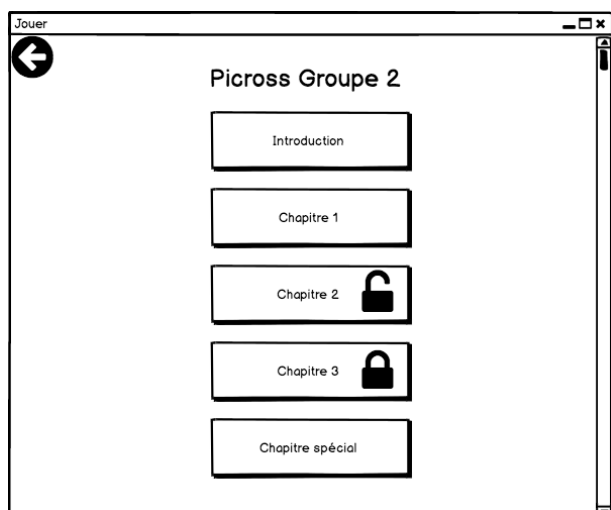 Jouer
Picross Groupe 2
Introduction
Chapitre 1
Chapitre 2
Chapitre 3
Chapitre spécial